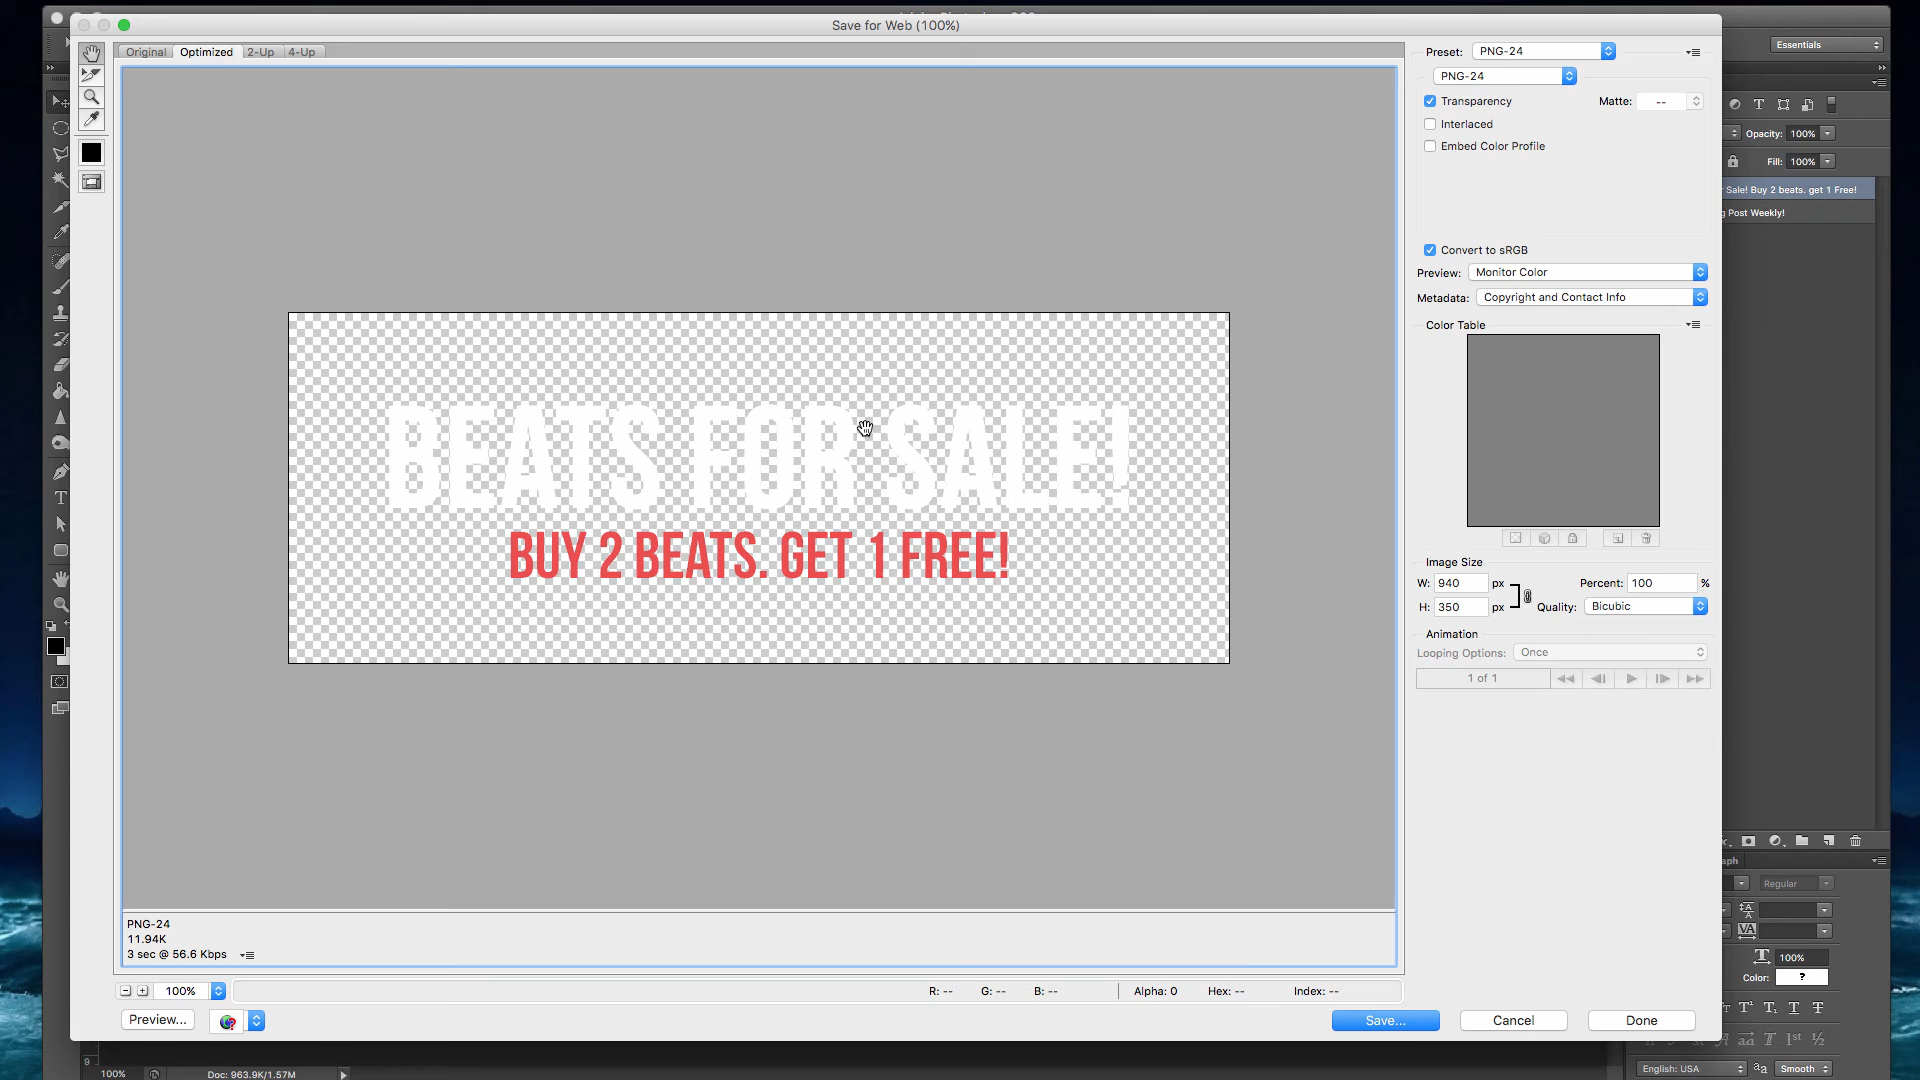 Save for Web (100%)
Essentials
Original Optimized 2-Up 4-Up
Preset: PNG-24
PNG-24
Transparency Matte: --
Interlaced
Embed Color Profile
Opacity: 100%
Fill: 100%
Sale! Buy 2 beats. get 1 Free!
g Post Weekly!
Convert to sRGB
Preview: Monitor Color
Metadata: Copyright and Contact Info
Color Table
BEATS FOR SALE!
BUY 2 BEATS. GET 1 FREE!
Image Size
W: 940 px Percent: 100 %
H: 350 px Quality: Bicubic
Animation
Looping Options: Once
1 of 1
Regular
PNG-24
11.94K
3 sec @ 56.6 Kbps
100%
Color: ?
100% R: -- G: -- B: -- Alpha: 0 Hex: -- Index: --
Preview... Save... Cancel Done
9
100% Doc: 963.9K/1.57M
English: USA aa Smooth